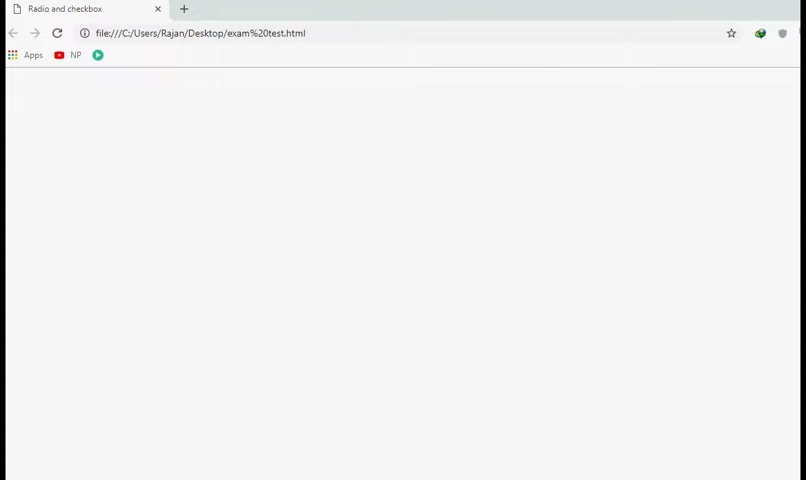 Radio and checkbox
file:///C:/Users/Rajan/Desktop/exam%20test.html
Apps NP